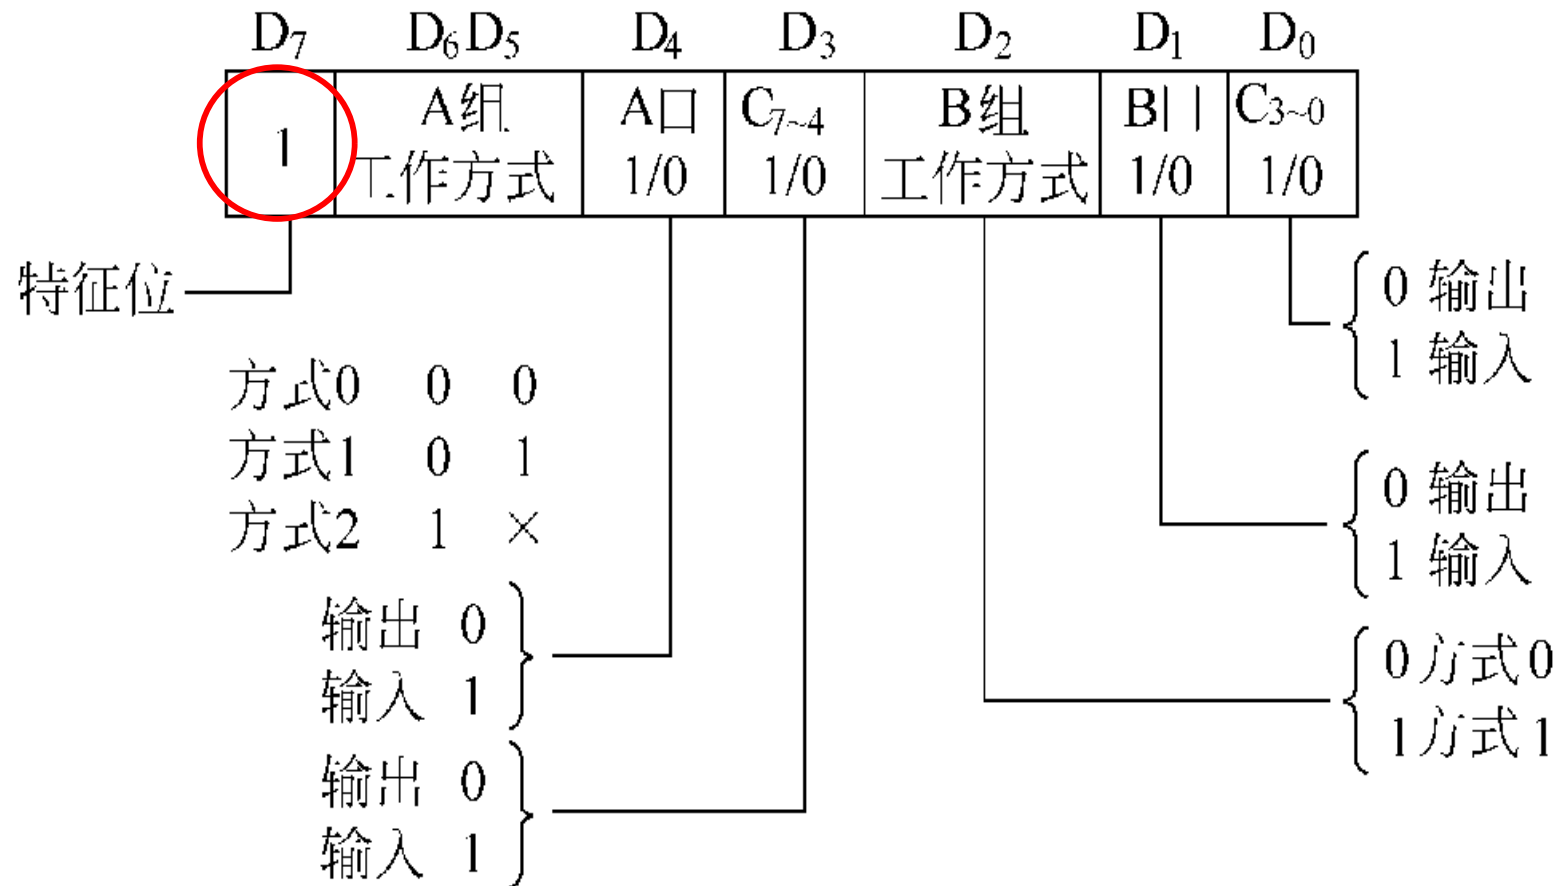 D7 D6D5 D4 D3 D2 D1 D0
1 A组 工作方式 A口 1/0 C7~4 1/0 B组 工作方式 B口 1/0 C3~0 1/0
特征位
0 输出
1 输入
方式0 0 0
方式1 0 1
方式2 1 ×
0 输出
1 输入
输出 0
输入 1
0方式0
1方式1
输出 0
输入 1